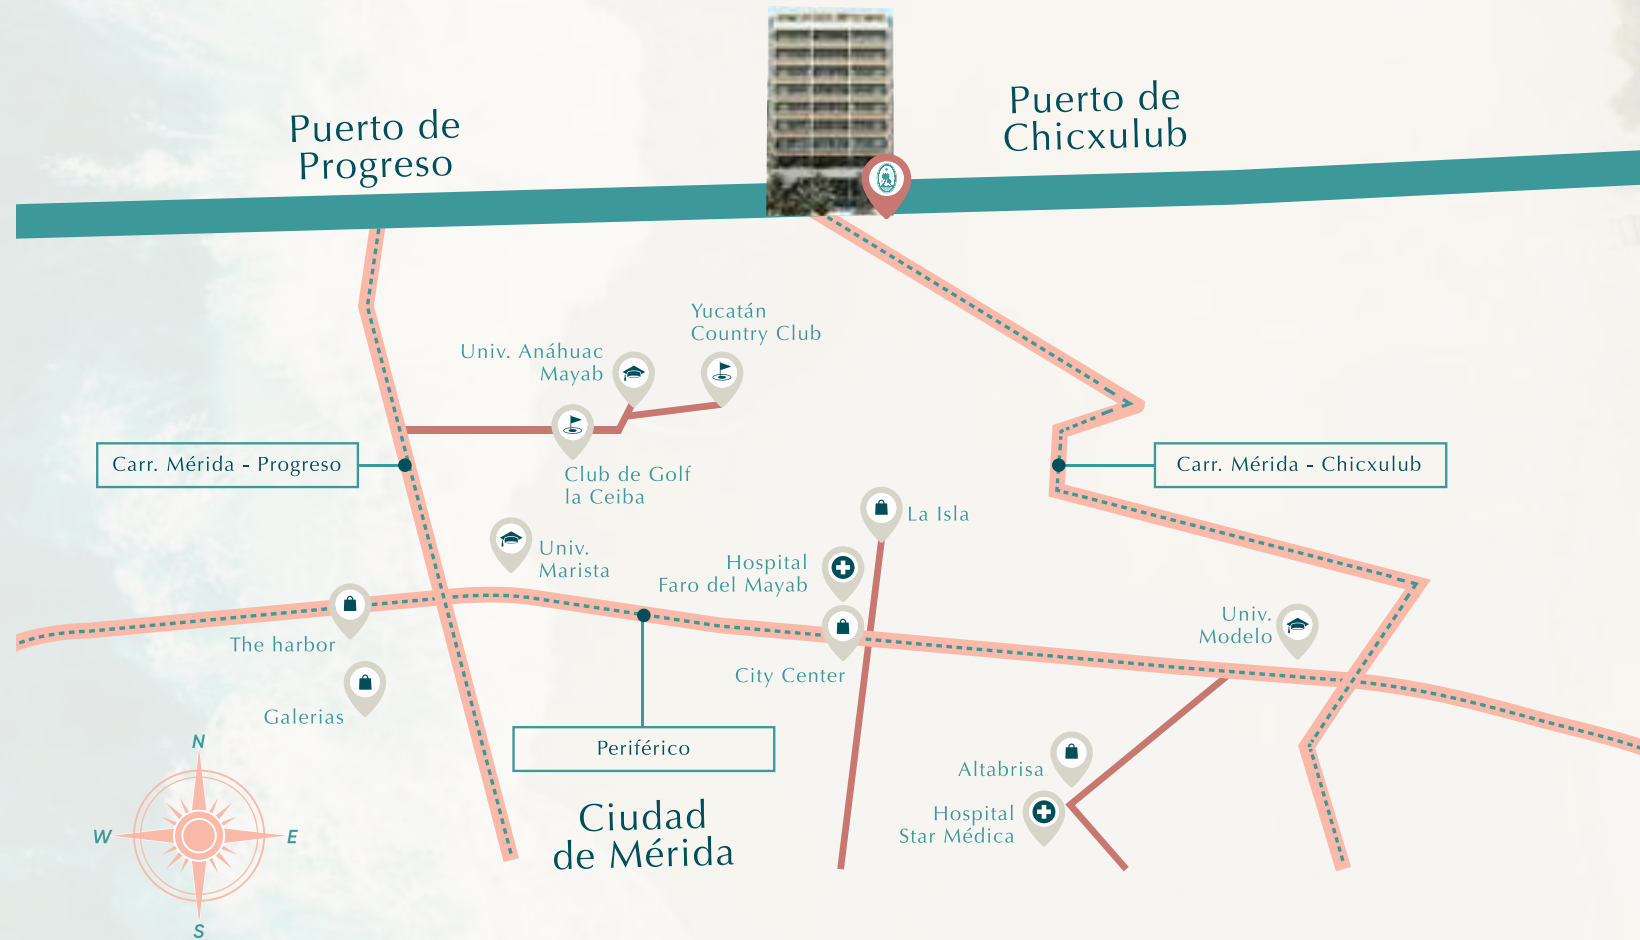 Puerto de
Progreso
Puerto de
Chicxulub
Yucatán
Country Club
Univ. Anáhuac
Mayab
Carr. Mérida - Progreso
Club de Golf
la Ceiba
Carr. Mérida - Chicxulub
La Isla
Univ.
Marista
Hospital
Faro del Mayab
The harbor
Univ.
Modelo
City Center
Galerias
Periférico
Altabrisa
Hospital
Star Médica
Ciudad
de Mérida
N
W
E
S